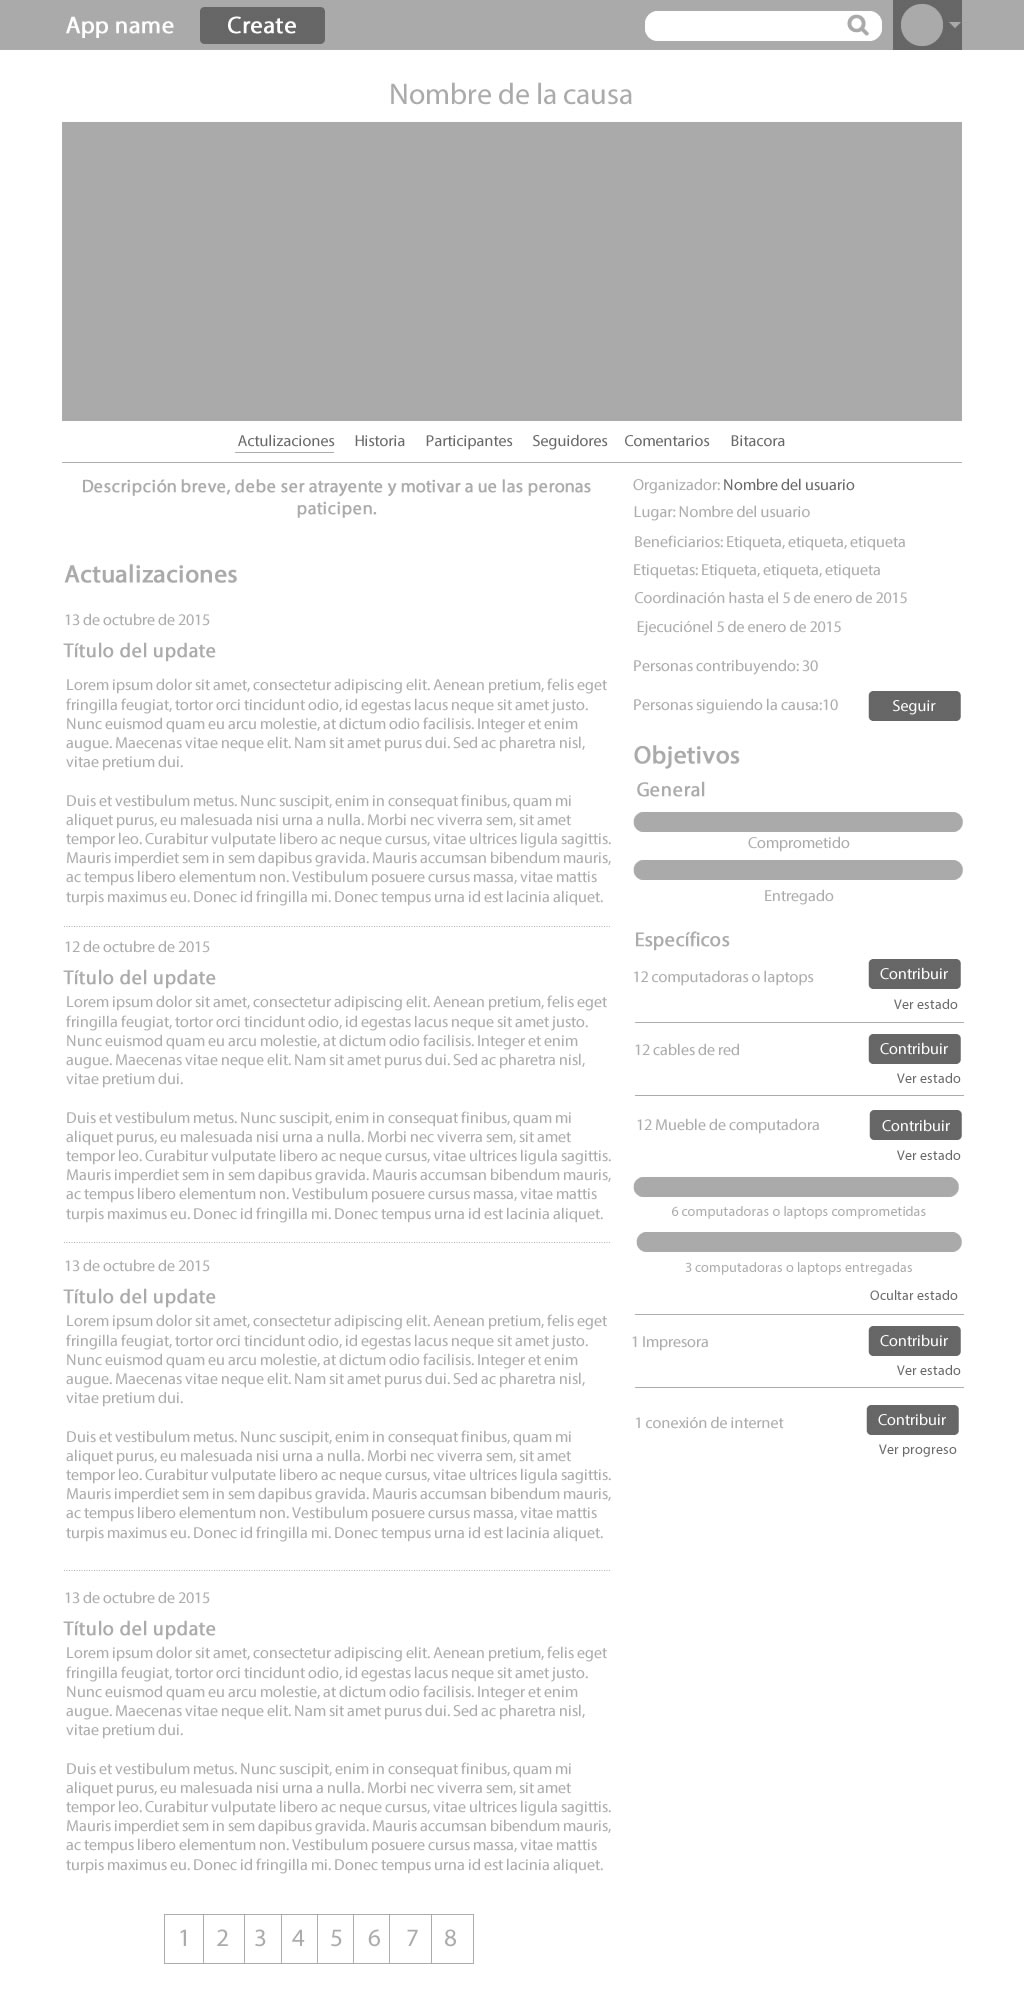 App name
Create
Nombre de la causa
Actulizaciones
Historia
Participantes
Seguidores
Comentarios
Bitacora
Descripción breve, debe ser atrayente y motivar a ue las peronas
paticipen.
Actualizaciones
13 de octubre de 2015
Título del update
Lorem ipsum dolor sit amet, consectetur adipiscing elit. Aenean pretium, felis eget
fringilla feugiat, tortor orci tincidunt odio, id egestas lacus neque sit amet justo.
Nunc euismod quam eu arcu molestie, at dictum odio facilisis. Integer et enim
augue. Maecenas vitae neque elit. Nam sit amet purus dui. Sed ac pharetra nisl,
vitae pretium dui.
Duis et vestibulum metus. Nunc suscipit, enim in consequat finibus, quam mi
aliquet purus, eu malesuada nisi urna a nulla. Morbi nec viverra sem, sit amet
tempor leo. Curabitur vulputate libero ac neque cursus, vitae ultrices ligula sagittis.
Mauris imperdiet sem in sem dapibus gravida. Mauris accumsan bibendum mauris,
ac tempus libero elementum non. Vestibulum posuere cursus massa, vitae mattis
turpis maximus eu. Donec id fringilla mi. Donec tempus urna id est lacinia aliquet.
12 de octubre de 2015
Título del update
Lorem ipsum dolor sit amet, consectetur adipiscing elit. Aenean pretium, felis eget
fringilla feugiat, tortor orci tincidunt odio, id egestas lacus neque sit amet justo.
Nunc euismod quam eu arcu molestie, at dictum odio facilisis. Integer et enim
augue. Maecenas vitae neque elit. Nam sit amet purus dui. Sed ac pharetra nisl,
vitae pretium dui.
Duis et vestibulum metus. Nunc suscipit, enim in consequat finibus, quam mi
aliquet purus, eu malesuada nisi urna a nulla. Morbi nec viverra sem, sit amet
tempor leo. Curabitur vulputate libero ac neque cursus, vitae ultrices ligula sagittis.
Mauris imperdiet sem in sem dapibus gravida. Mauris accumsan bibendum mauris,
ac tempus libero elementum non. Vestibulum posuere cursus massa, vitae mattis
turpis maximus eu. Donec id fringilla mi. Donec tempus urna id est lacinia aliquet.
13 de octubre de 2015
Título del update
Lorem ipsum dolor sit amet, consectetur adipiscing elit. Aenean pretium, felis eget
fringilla feugiat, tortor orci tincidunt odio, id egestas lacus neque sit amet justo.
Nunc euismod quam eu arcu molestie, at dictum odio facilisis. Integer et enim
augue. Maecenas vitae neque elit. Nam sit amet purus dui. Sed ac pharetra nisl,
vitae pretium dui.
Duis et vestibulum metus. Nunc suscipit, enim in consequat finibus, quam mi
aliquet purus, eu malesuada nisi urna a nulla. Morbi nec viverra sem, sit amet
tempor leo. Curabitur vulputate libero ac neque cursus, vitae ultrices ligula sagittis.
Mauris imperdiet sem in sem dapibus gravida. Mauris accumsan bibendum mauris,
ac tempus libero elementum non. Vestibulum posuere cursus massa, vitae mattis
turpis maximus eu. Donec id fringilla mi. Donec tempus urna id est lacinia aliquet.
13 de octubre de 2015
Título del update
Lorem ipsum dolor sit amet, consectetur adipiscing elit. Aenean pretium, felis eget
fringilla feugiat, tortor orci tincidunt odio, id egestas lacus neque sit amet justo.
Nunc euismod quam eu arcu molestie, at dictum odio facilisis. Integer et enim
augue. Maecenas vitae neque elit. Nam sit amet purus dui. Sed ac pharetra nisl,
vitae pretium dui.
Duis et vestibulum metus. Nunc suscipit, enim in consequat finibus, quam mi
aliquet purus, eu malesuada nisi urna a nulla. Morbi nec viverra sem, sit amet
tempor leo. Curabitur vulputate libero ac neque cursus, vitae ultrices ligula sagittis.
Mauris imperdiet sem in sem dapibus gravida. Mauris accumsan bibendum mauris,
ac tempus libero elementum non. Vestibulum posuere cursus massa, vitae mattis
turpis maximus eu. Donec id fringilla mi. Donec tempus urna id est lacinia aliquet.
1 2 3 4 5 6 7 8
Organizador: Nombre del usuario
Lugar: Nombre del usuario
Beneficiarios: Etiqueta, etiqueta, etiqueta
Etiquetas: Etiqueta, etiqueta, etiqueta
Coordinación hasta el 5 de enero de 2015
Ejecuciónel 5 de enero de 2015
Personas contribuyendo: 30
Personas siguiendo la causa:10
Seguir
Objetivos
General
Comprometido
Entregado
Específicos
12 computadoras o laptops
Contribuir
Ver estado
12 cables de red
Contribuir
Ver estado
12 Mueble de computadora
Contribuir
Ver estado
6 computadoras o laptops comprometidas
3 computadoras o laptops entregadas
Ocultar estado
1 Impresora
Contribuir
Ver estado
1 conexión de internet
Contribuir
Ver progreso